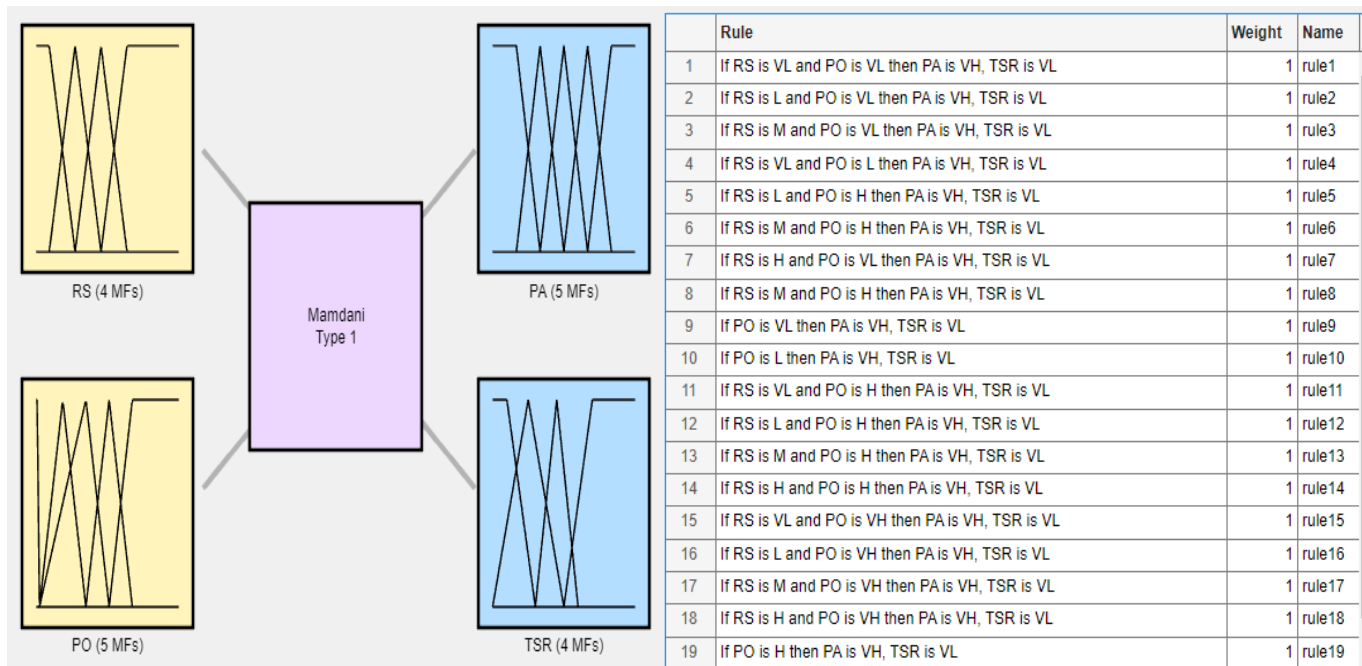 RS (4 MFs)
PO (5 MFs)
Mamdani
Type 1
PA (5 MFs)
TSR (4 MFs)
Rule Weight Name
1 If RS is VL and PO is VL then PA is VH, TSR is VL 1 rule1
2 If RS is L and PO is VL then PA is VH, TSR is VL 1 rule2
3 If RS is M and PO is VL then PA is VH, TSR is VL 1 rule3
4 If RS is VL and PO is L then PA is VH, TSR is VL 1 rule4
5 If RS is L and PO is H then PA is VH, TSR is VL 1 rule5
6 If RS is M and PO is H then PA is VH, TSR is VL 1 rule6
7 If RS is H and PO is VL then PA is VH, TSR is VL 1 rule7
8 If RS is M and PO is H then PA is VH, TSR is VL 1 rule8
9 If PO is VL then PA is VH, TSR is VL 1 rule9
10 If PO is L then PA is VH, TSR is VL 1 rule10
11 If RS is VL and PO is H then PA is VH, TSR is VL 1 rule11
12 If RS is L and PO is H then PA is VH, TSR is VL 1 rule12
13 If RS is M and PO is H then PA is VH, TSR is VL 1 rule13
14 If RS is H and PO is H then PA is VH, TSR is VL 1 rule14
15 If RS is VL and PO is VH then PA is VH, TSR is VL 1 rule15
16 If RS is L and PO is VH then PA is VH, TSR is VL 1 rule16
17 If RS is M and PO is VH then PA is VH, TSR is VL 1 rule17
18 If RS is H and PO is VH then PA is VH, TSR is VL 1 rule18
19 If PO is H then PA is VH, TSR is VL 1 rule19